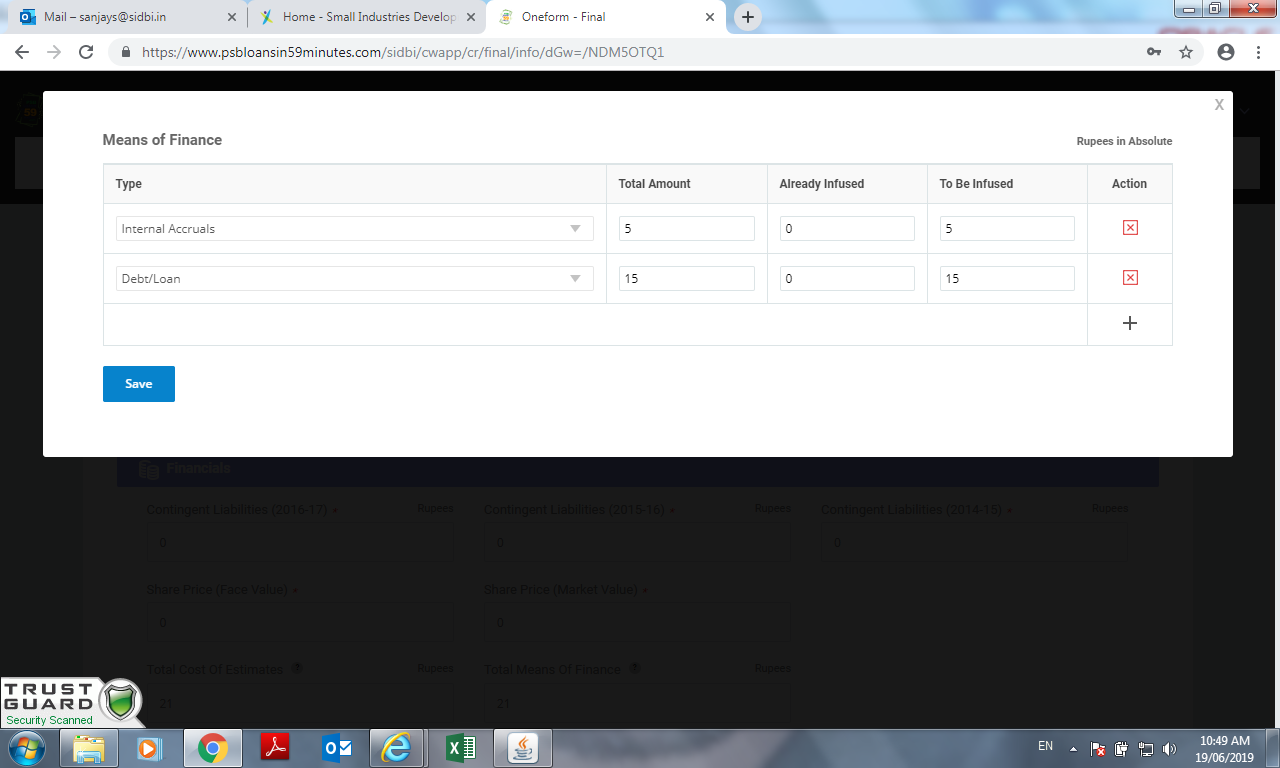 Mail – sanjays@sidbi.in
Home - Small Industries Develop
Oneform - Final
https://www.psbloansin59minutes.com/sidbi/cwapp/cr/final/info/dGw=/NDM5OTQ1
X
Means of Finance
Rupees in Absolute
Type Total Amount Already Infused To Be Infused Action
Internal Accruals 5 0 5
Debt/Loan 15 0 15
Save
Financials
Contingent Liabilities (2016-17) * Rupees Contingent Liabilities (2015-16) * Rupees Contingent Liabilities (2014-15) * Rupees
0 0 0
Share Price (Face Value) * Share Price (Market Value) *
0 0
Total Cost Of Estimates ? Rupees Total Means Of Finance ? Rupees
21 21
TRUST
GUARD
Security Scanned
EN
10:49 AM
19/06/2019